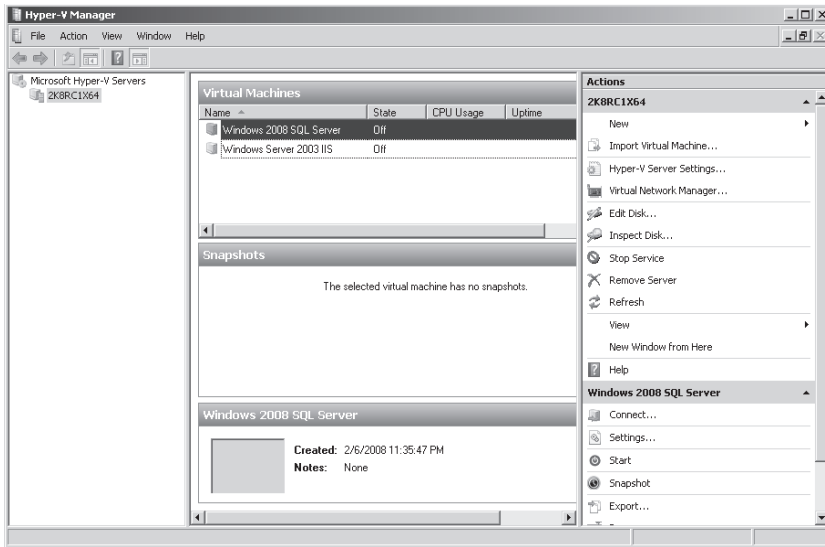 Hyper-V Manager
File Action View Window Help
Microsoft Hyper-V Servers
2K8RC1X64
Virtual Machines
Name State CPU Usage Uptime
Windows 2008 SQL Server Off
Windows Server 2003 IIS Off
Snapshots
The selected virtual machine has no snapshots.
Windows 2008 SQL Server
Created: 2/6/2008 11:35:47 PM
Notes: None
Actions
2K8RC1X64
New
Import Virtual Machine...
Hyper-V Server Settings...
Virtual Network Manager...
Edit Disk...
Inspect Disk...
Stop Service
Remove Server
Refresh
View
New Window from Here
Help
Windows 2008 SQL Server
Connect...
Settings...
Start
Snapshot
Export...